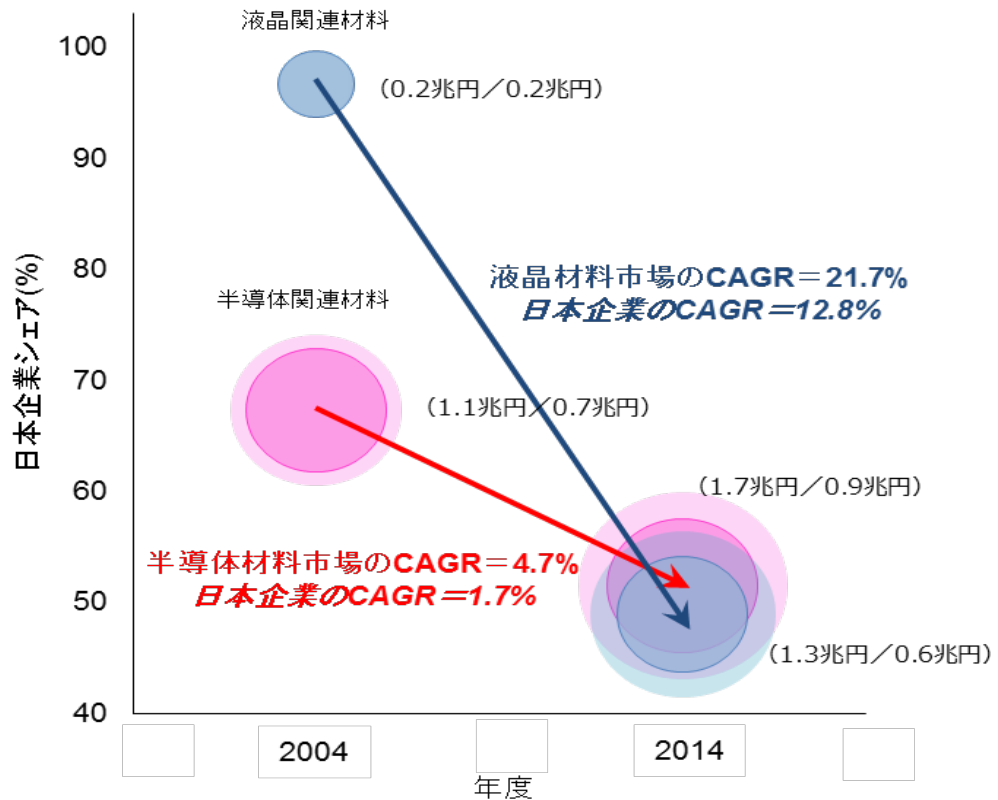 液晶関連材料
100
(0.2兆円／0.2兆円)
90
日本企業シェア(%)
80
液晶材料市場のCAGR＝21.7%
日本企業のCAGR＝12.8%
半導体関連材料
70
(1.1兆円／0.7兆円)
60
(1.7兆円／0.9兆円)
半導体材料市場のCAGR＝4.7%
日本企業のCAGR＝1.7%
50
(1.3兆円／0.6兆円)
40
2004
2014
年度